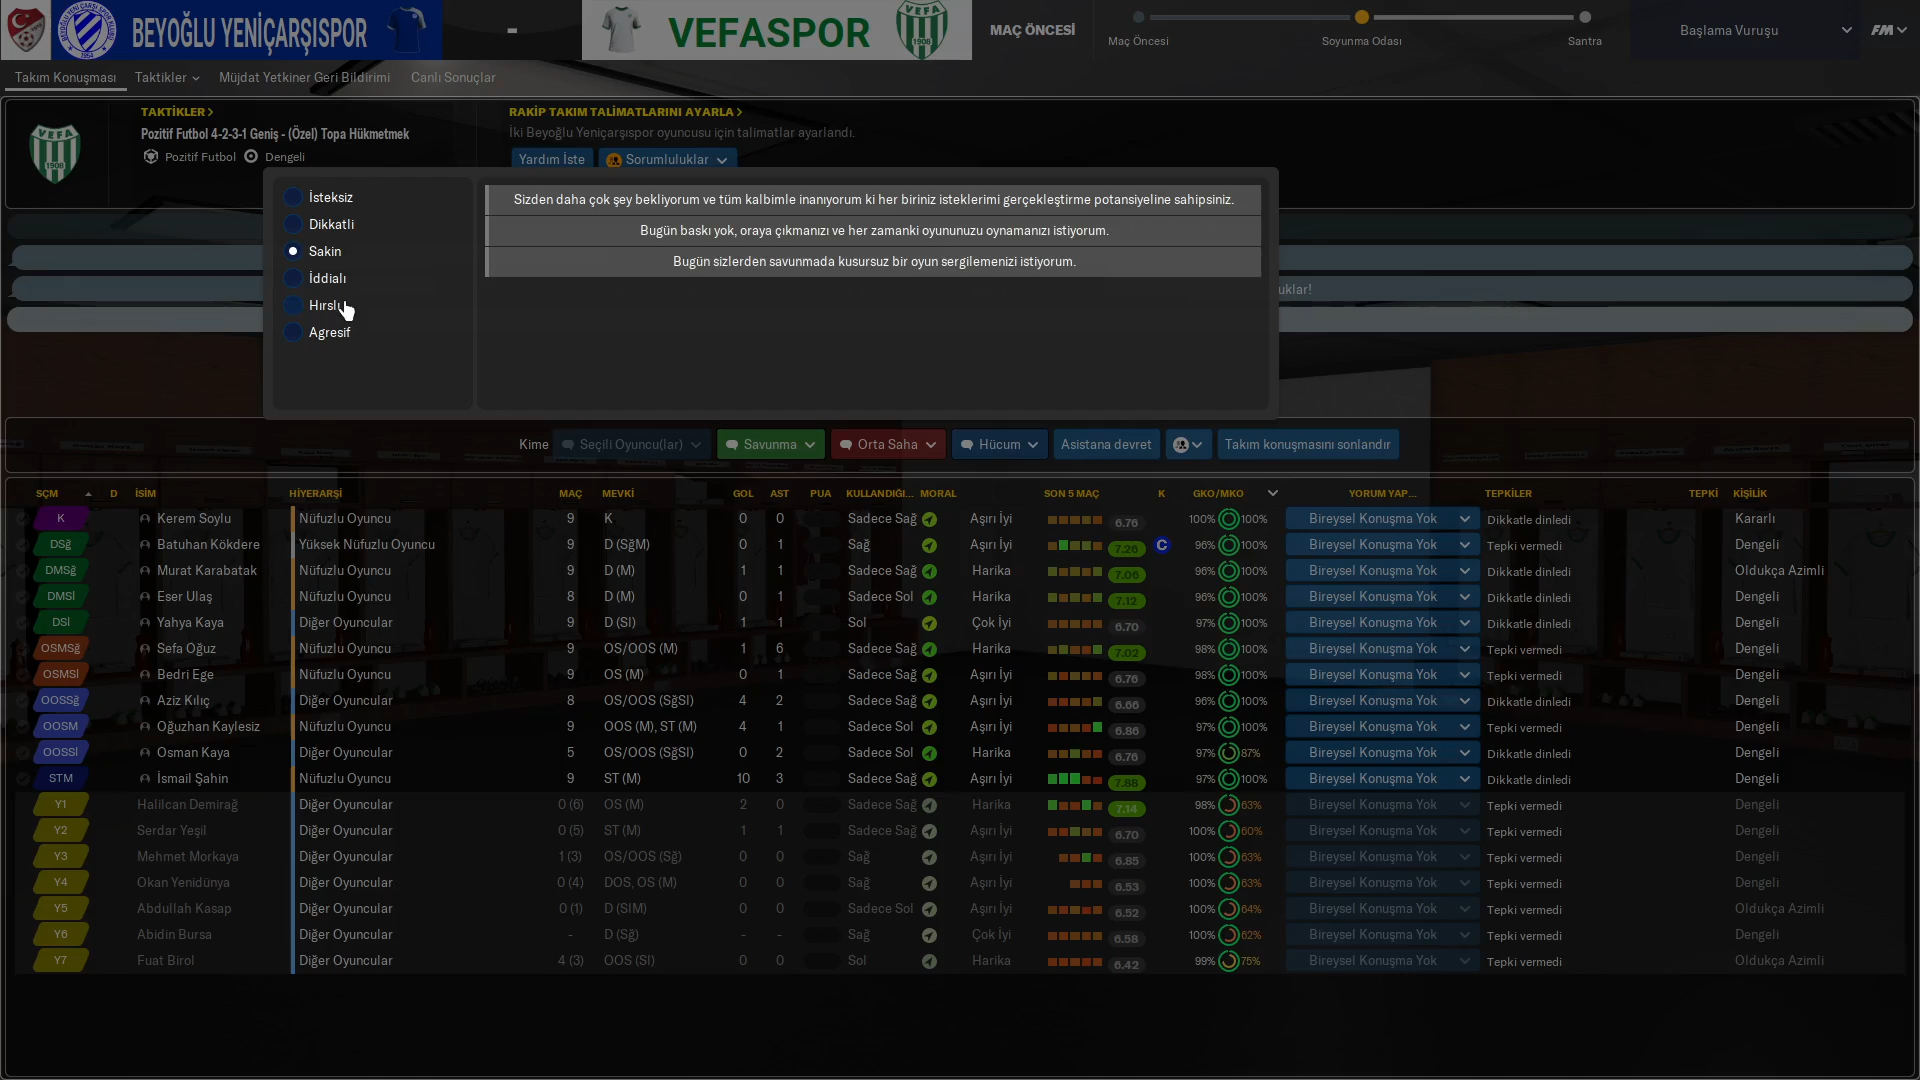 BEYOĞLU YENİÇARŞISPOR
-
VEFASPOR
MAÇ ÖNCESİ
Maç Öncesi
Soyunma Odası
Santra
Başlama Vuruşu
FM
Takım Konuşması
Taktikler
Müjdat Yetkiner Geri Bildirimi
Canlı Sonuçlar
VEFA
1908
TAKTİKLER >
Pozitif Futbol 4-2-3-1 Geniş - (Özel) Topa Hükmetmek
Pozitif Futbol
Dengeli
RAKİP TAKIM TALİMATLARINI AYARLA >
İki Beyoğlu Yeniçarşıspor oyuncusu için talimatlar ayarlandı.
Yardım İste
Sorumluluklar
İsteksiz
Dikkatli
Sakin
İddialı
Hırslı
Agresif
Sizden daha çok şey bekliyorum ve tüm kalbimle inanıyorum ki her biriniz isteklerimi gerçekleştirme potansiyeline sahipsiniz.
Bugün baskı yok, oraya çıkmanızı ve her zamanki oyununuzu oynamanızı istiyorum.
Bugün sizlerden savunmada kusursuz bir oyun sergilemenizi istiyorum.
uklar!
Kime Seçili Oyuncu(lar) Savunma Orta Saha Hücum Asistana devret Takım konuşmasını sonlandır
SÇM D İSİM HİYERARŞİ MAÇ MEVKİ GOL AST PUA KULLANDIĞI... MORAL SON 5 MAÇ K GKO/MKO YORUM YAP... TEPKİLER TEPKİ KİŞİLİK
K Kerem Soylu Nüfuzlu Oyuncu 9 K 0 0 Sadece Sağ Aşırı İyi 6.76 100% 100% Bireysel Konuşma Yok Dikkatle dinledi Kararlı
DSğ Batuhan Kökdere Yüksek Nüfuzlu Oyuncu 9 D (SğM) 0 1 Sağ Aşırı İyi 7.26 C 96% 100% Bireysel Konuşma Yok Tepki vermedi Dengeli
DMSğ Murat Karabatak Nüfuzlu Oyuncu 9 D (M) 1 1 Sadece Sağ Harika 7.06 96% 100% Bireysel Konuşma Yok Dikkatle dinledi Oldukça Azimli
DMSl Eser Ulaş Nüfuzlu Oyuncu 8 D (M) 0 1 Sadece Sol Harika 7.12 96% 100% Bireysel Konuşma Yok Dikkatle dinledi Dengeli
DSl Yahya Kaya Diğer Oyuncular 9 D (Sl) 1 1 Sol Çok İyi 6.70 97% 100% Bireysel Konuşma Yok Dikkatle dinledi Dengeli
OSMSğ Sefa Oğuz Nüfuzlu Oyuncu 9 OS/OOS (M) 1 6 Sadece Sağ Harika 7.02 98% 100% Bireysel Konuşma Yok Tepki vermedi Dengeli
OSMSl Bedri Ege Nüfuzlu Oyuncu 9 OS (M) 0 1 Sadece Sağ Aşırı İyi 6.76 98% 100% Bireysel Konuşma Yok Tepki vermedi Dengeli
OOSSğ Aziz Kılıç Diğer Oyuncular 8 OS/OOS (SğSl) 4 2 Sadece Sağ Aşırı İyi 6.66 96% 100% Bireysel Konuşma Yok Dikkatle dinledi Dengeli
OOSM Oğuzhan Kaylesiz Nüfuzlu Oyuncu 9 OOS (M), ST (M) 4 1 Sadece Sol Aşırı İyi 6.86 97% 100% Bireysel Konuşma Yok Tepki vermedi Dengeli
OOSSl Osman Kaya Diğer Oyuncular 5 OS/OOS (SğSl) 0 2 Sadece Sol Harika 6.76 97% 87% Bireysel Konuşma Yok Dikkatle dinledi Dengeli
STM İsmail Şahin Nüfuzlu Oyuncu 9 ST (M) 10 3 Sadece Sağ Aşırı İyi 7.88 97% 100% Bireysel Konuşma Yok Dikkatle dinledi Dengeli
Y1 Halilcan Demirağ Diğer Oyuncular 0 (6) OS (M) 2 0 Sadece Sağ Harika 7.14 98% 63% Bireysel Konuşma Yok Tepki vermedi Dengeli
Y2 Serdar Yeşil Diğer Oyuncular 0 (5) ST (M) 1 1 Sadece Sağ Aşırı İyi 6.70 100% 60% Bireysel Konuşma Yok Tepki vermedi Dengeli
Y3 Mehmet Morkaya Diğer Oyuncular 1 (3) OS/OOS (Sğ) 0 0 Sağ Aşırı İyi 6.85 100% 63% Bireysel Konuşma Yok Tepki vermedi Dengeli
Y4 Okan Yenidünya Diğer Oyuncular 0 (4) DOS, OS (M) 0 0 Sağ Aşırı İyi 6.53 100% 63% Bireysel Konuşma Yok Tepki vermedi Dengeli
Y5 Abdullah Kasap Diğer Oyuncular 0 (1) D (SlM) 0 0 Sadece Sol Aşırı İyi 6.52 100% 64% Bireysel Konuşma Yok Tepki vermedi Oldukça Azimli
Y6 Abidin Bursa Diğer Oyuncular - D (Sğ) - - Sağ Çok İyi 6.58 100% 62% Bireysel Konuşma Yok Tepki vermedi Dengeli
Y7 Fuat Birol Diğer Oyuncular 4 (3) OOS (Sl) 0 0 Sol Harika 6.42 99% 75% Bireysel Konuşma Yok Tepki vermedi Oldukça Azimli